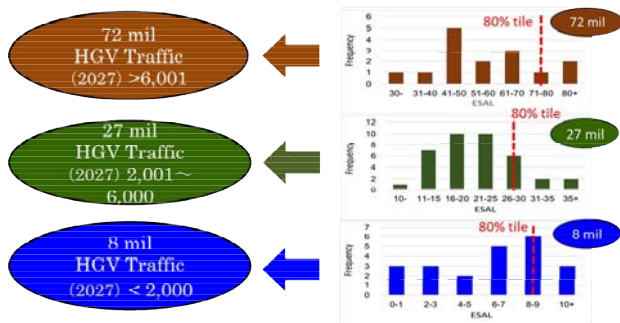 72 mil
HGV Traffic
(2027) >6,001
27 mil
HGV Traffic
(2027) 2,001～
6,000
8 mil
HGV Traffic
(2027) < 2,000
80% tile
72 mil
Frequency
6
5
4
3
2
1
0
30- 31-40 41-50 51-60 61-70 71-80 80+
ESAL
80% tile
27 mil
Frequency
12
10
8
6
4
2
0
10- 11-15 16-20 21-25 26-30 31-35 35+
ESAL
80% tile
8 mil
Frequency
7
6
5
4
3
2
1
0
0-1 2-3 4-5 6-7 8-9 10+
ESAL